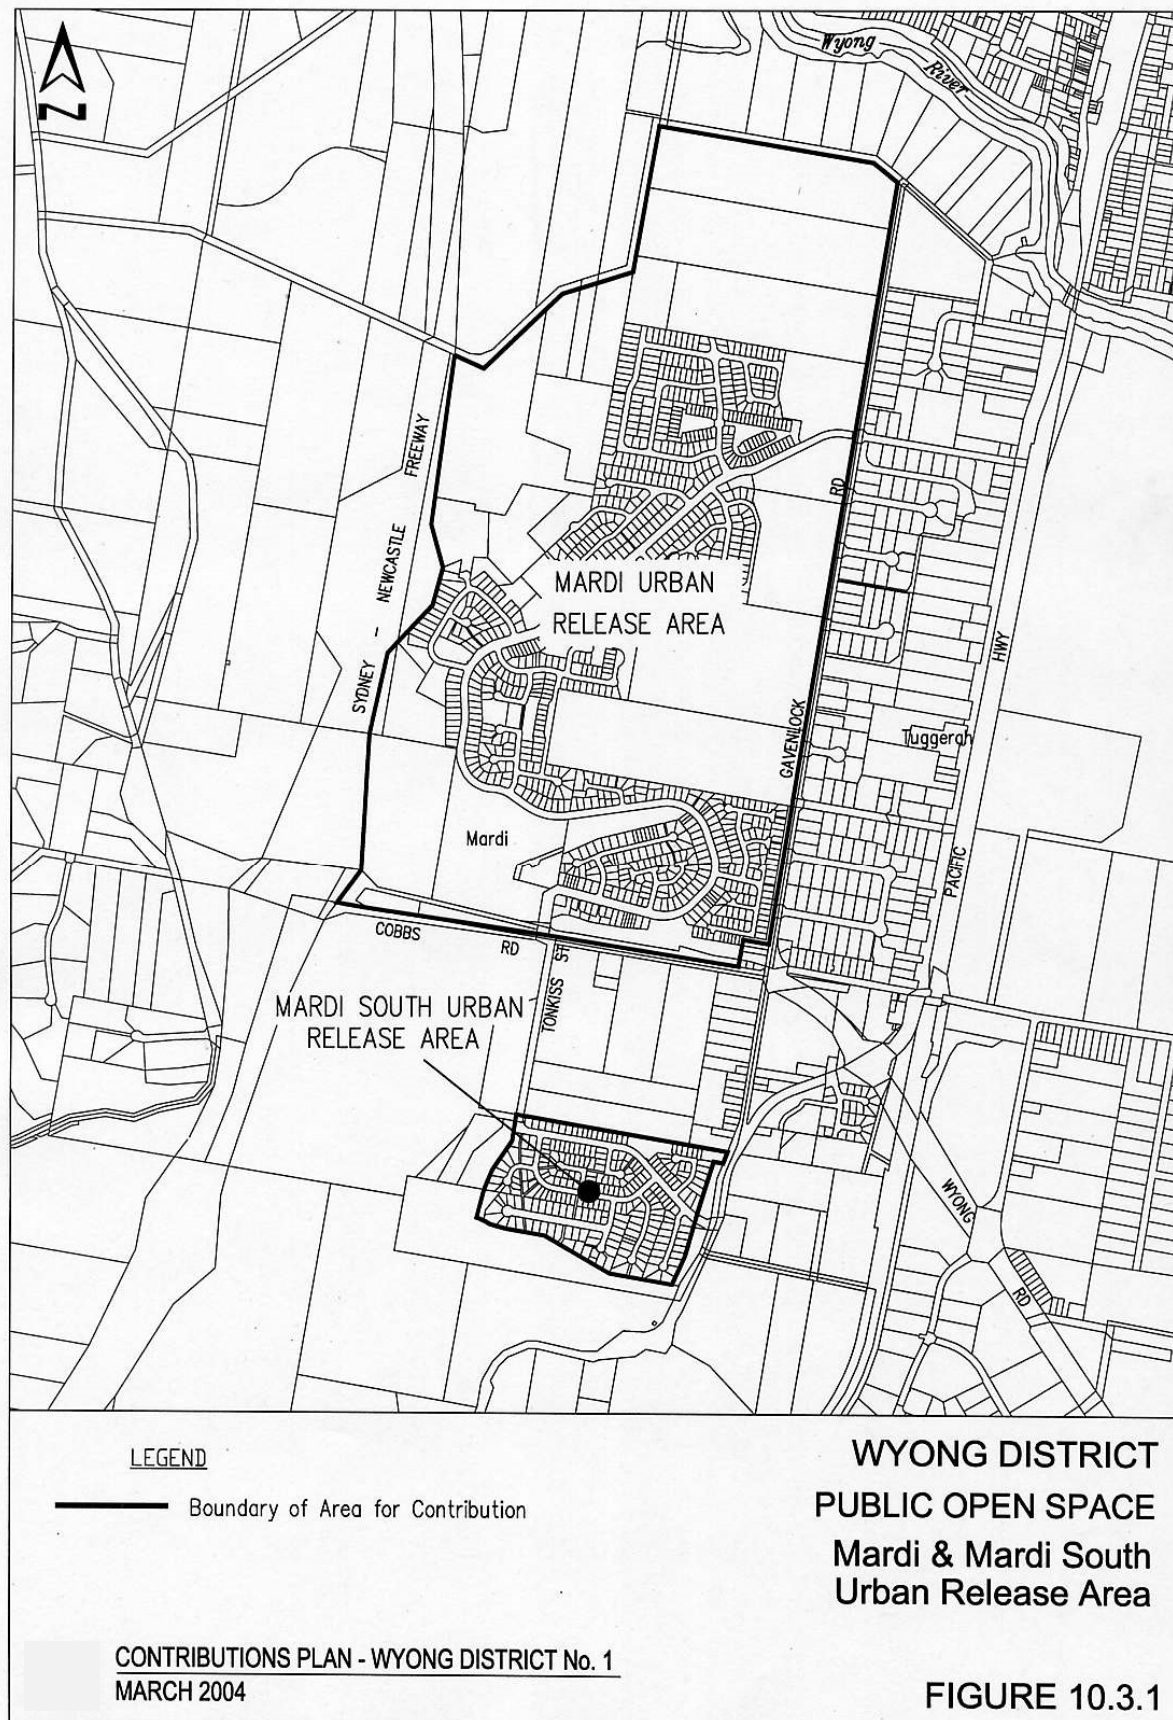 N
Wyong
River
FREEWAY
NEWCASTLE
-
SYDNEY
RD
MARDI URBAN
RELEASE AREA
GAVENLOCK
HWY
Tuggerah
PACIFIC
Mardi
COBBS
RD
TONKISS ST
MARDI SOUTH URBAN
RELEASE AREA
WYONG
RD
LEGEND
Boundary of Area for Contribution
WYONG DISTRICT
PUBLIC OPEN SPACE
Mardi & Mardi South
Urban Release Area
CONTRIBUTIONS PLAN - WYONG DISTRICT No. 1
MARCH 2004
FIGURE 10.3.1